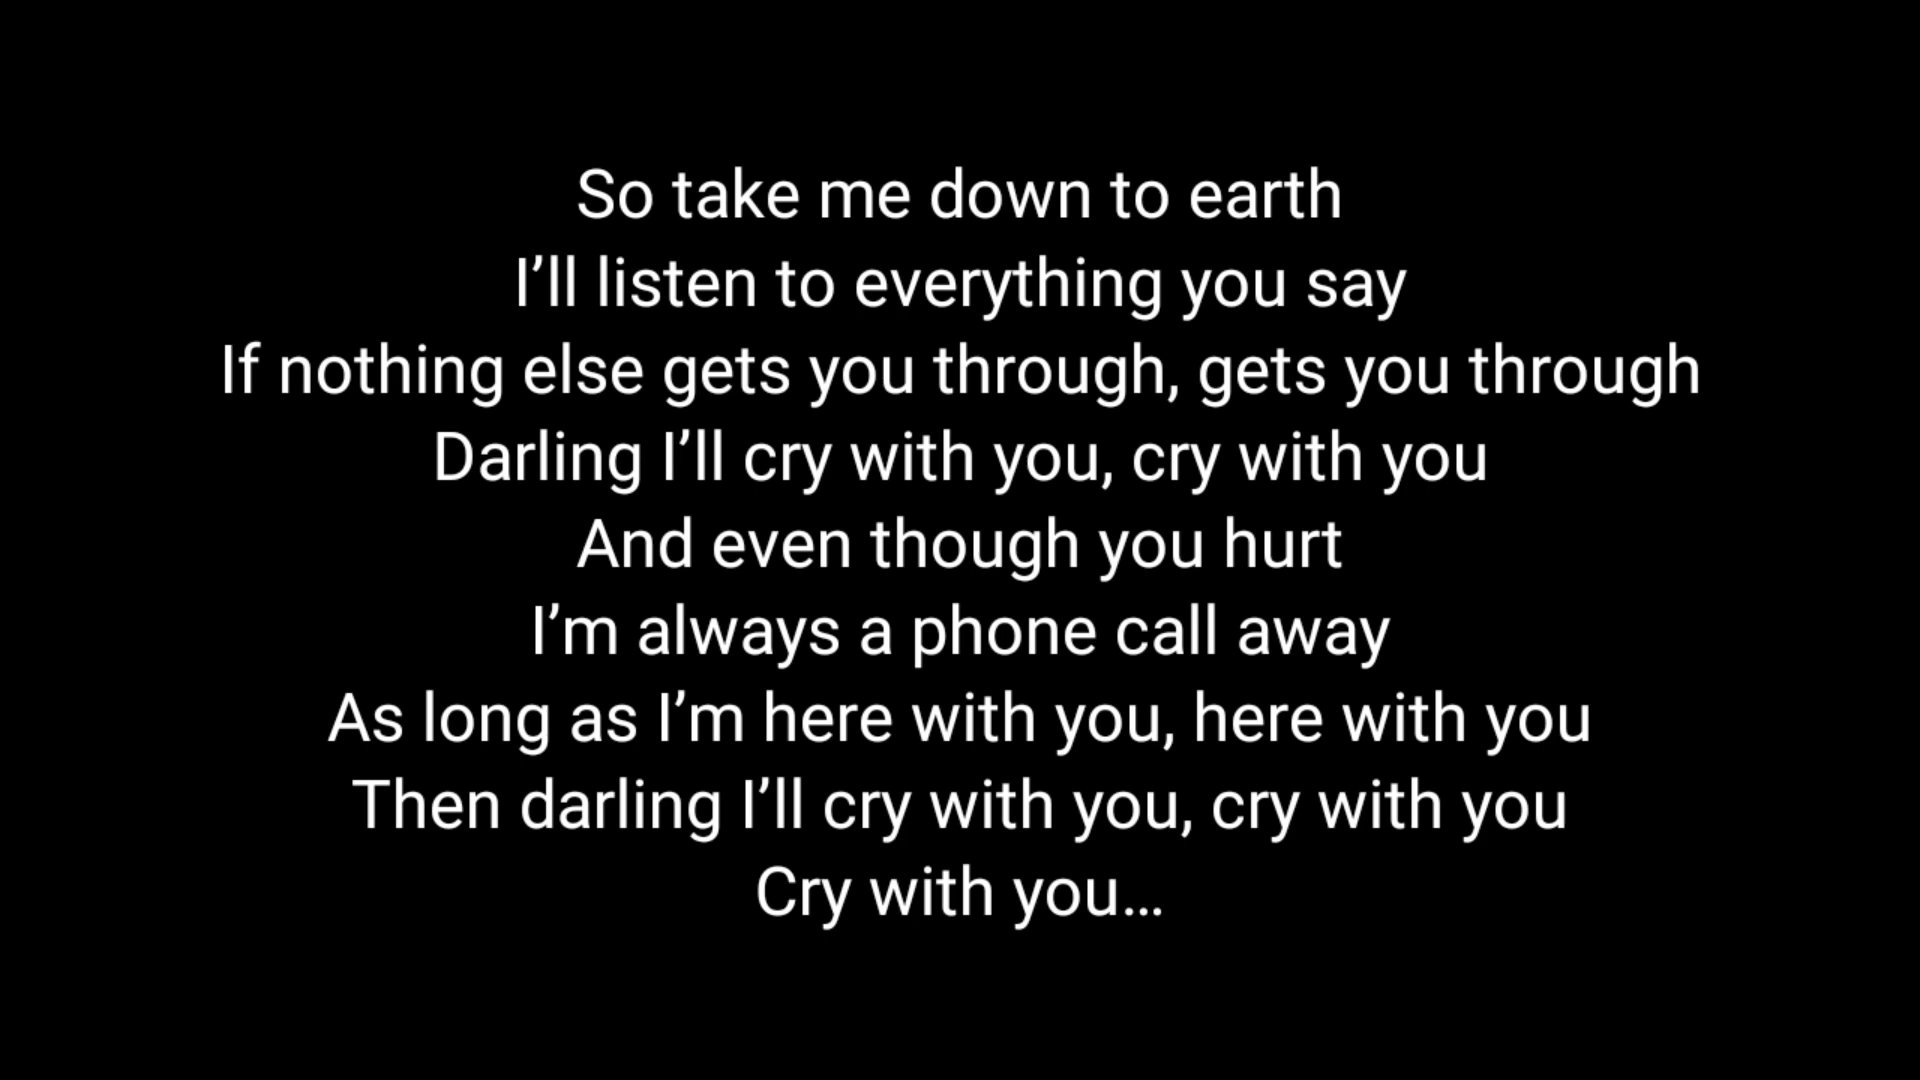 So take me down to earth
I’ll listen to everything you say
If nothing else gets you through, gets you through
Darling I’ll cry with you, cry with you
And even though you hurt
I’m always a phone call away
As long as I’m here with you, here with you
Then darling I’ll cry with you, cry with you
Cry with you…